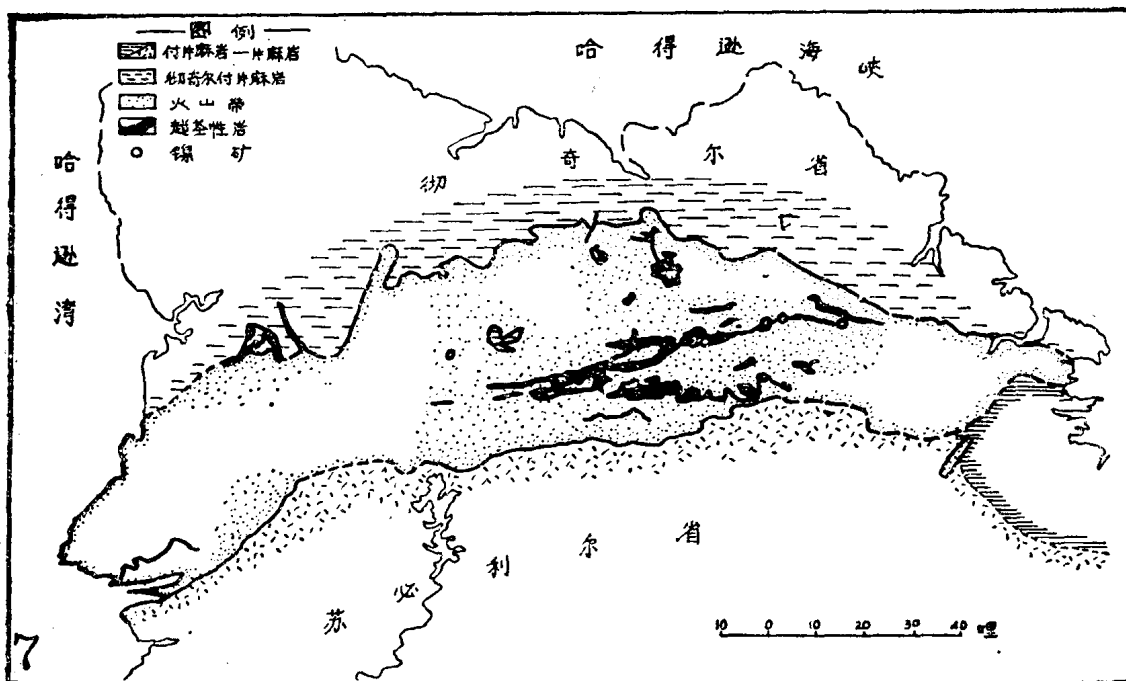 图例
付片麻岩一片麻岩
彻奇尔付片麻岩
火山带
超基性岩
锡矿
哈得逊海峡
哈得逊湾
彻奇尔省
苏必利尔省
10 0 10 20 30 40 哩
7